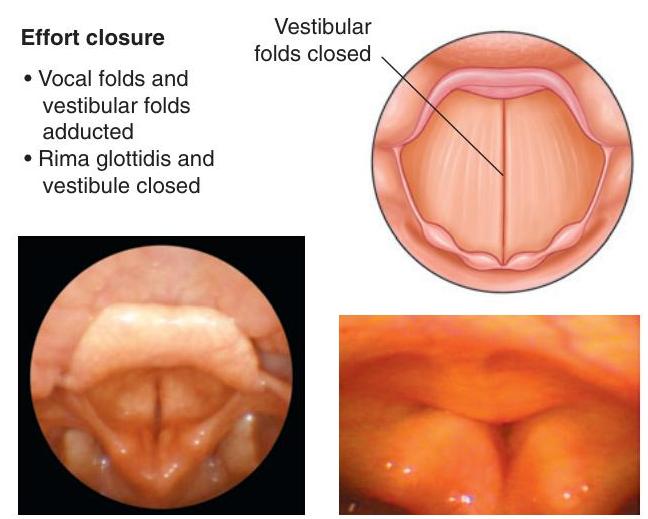 Effort closure
• Vocal folds and
vestibular folds
adducted
• Rima glottidis and
vestibule closed
Vestibular
folds closed